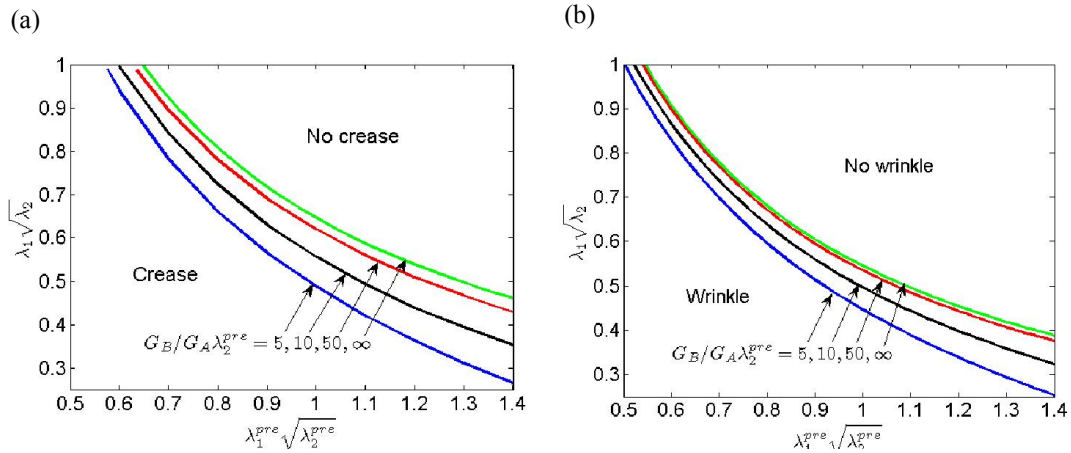 (a)
1
0.9
0.8
0.7
0.6
0.5
0.4
0.3
λ₁√λ₂
No crease
Crease
G_B/G_Aλ₂^{pre} = 5, 10, 50, ∞
0.5 0.6 0.7 0.8 0.9 1 1.1 1.2 1.3 1.4
λ₁^{pre}√λ₂^{pre}
(b)
1
0.9
0.8
0.7
0.6
0.5
0.4
0.3
λ₁√λ₂
No wrinkle
Wrinkle
G_B/G_Aλ₂^{pre} = 5, 10, 50, ∞
0.5 0.6 0.7 0.8 0.9 1 1.1 1.2 1.3 1.4
λ₁^{pre}√λ₂^{pre}